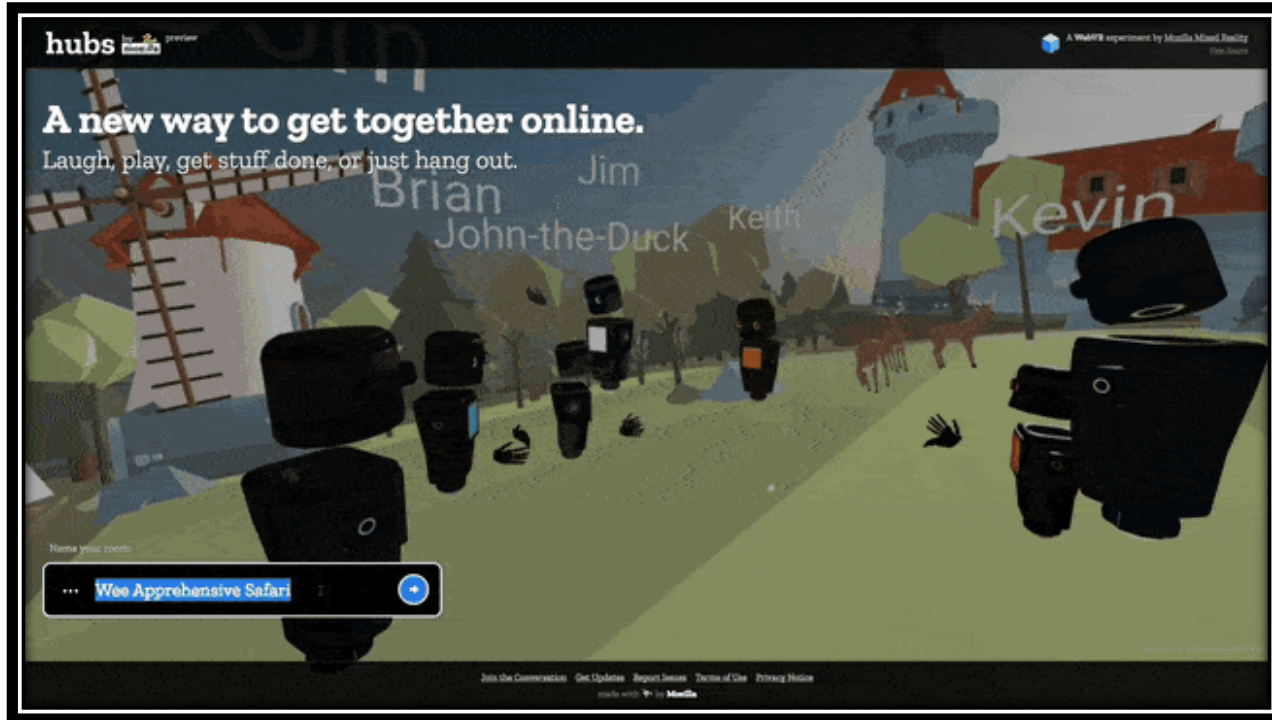 hubs by mozilla preview
A WebVR experiment by Mozilla Mixed Reality
A new way to get together online.
Laugh, play, get stuff done, or just hang out.
Brian
Jim
John-the-Duck
Keith
Kevin
Name your room:
Wee Apprehensive Safari
Join the Conversation Get Updates Report Issues Terms of Use Privacy Notice
made with by Mozilla